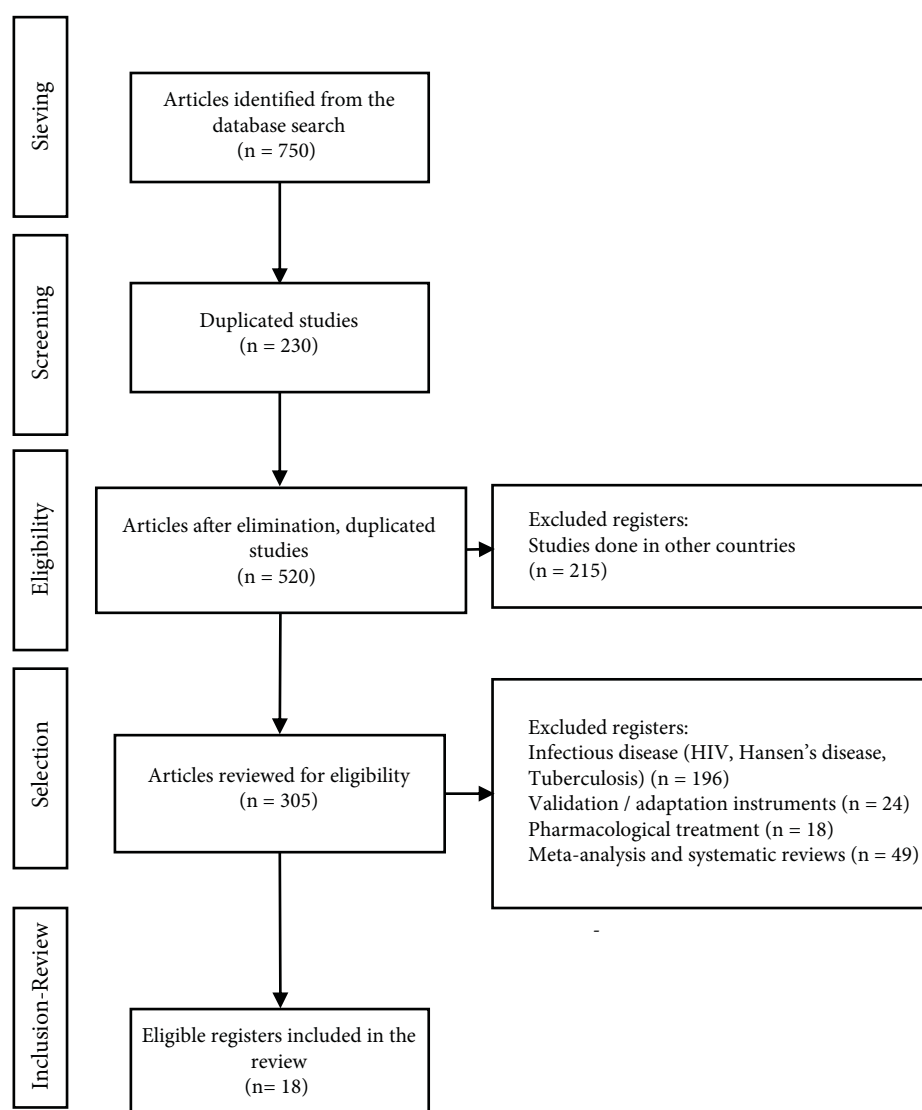 Sieving
Articles identified from the
database search
(n = 750)
Screening
Duplicated studies
(n = 230)
Eligibility
Articles after elimination, duplicated
studies
(n = 520)
Excluded registers:
Studies done in other countries
(n = 215)
Selection
Articles reviewed for eligibility
(n = 305)
Excluded registers:
Infectious disease (HIV, Hansen's disease,
Tuberculosis) (n = 196)
Validation / adaptation instruments (n = 24)
Pharmacological treatment (n = 18)
Meta-analysis and systematic reviews (n = 49)
-
Inclusion-Review
Eligible registers included in the
review
(n= 18)